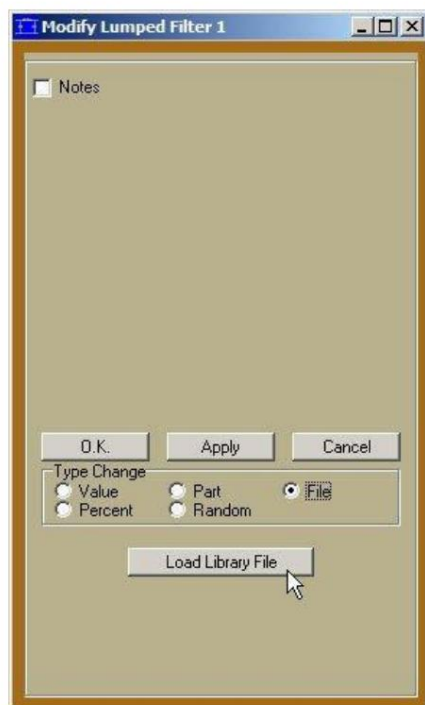 Modify Lumped Filter 1
Notes
O.K. Apply Cancel
Type Change
Value Part File
Percent Random
Load Library File